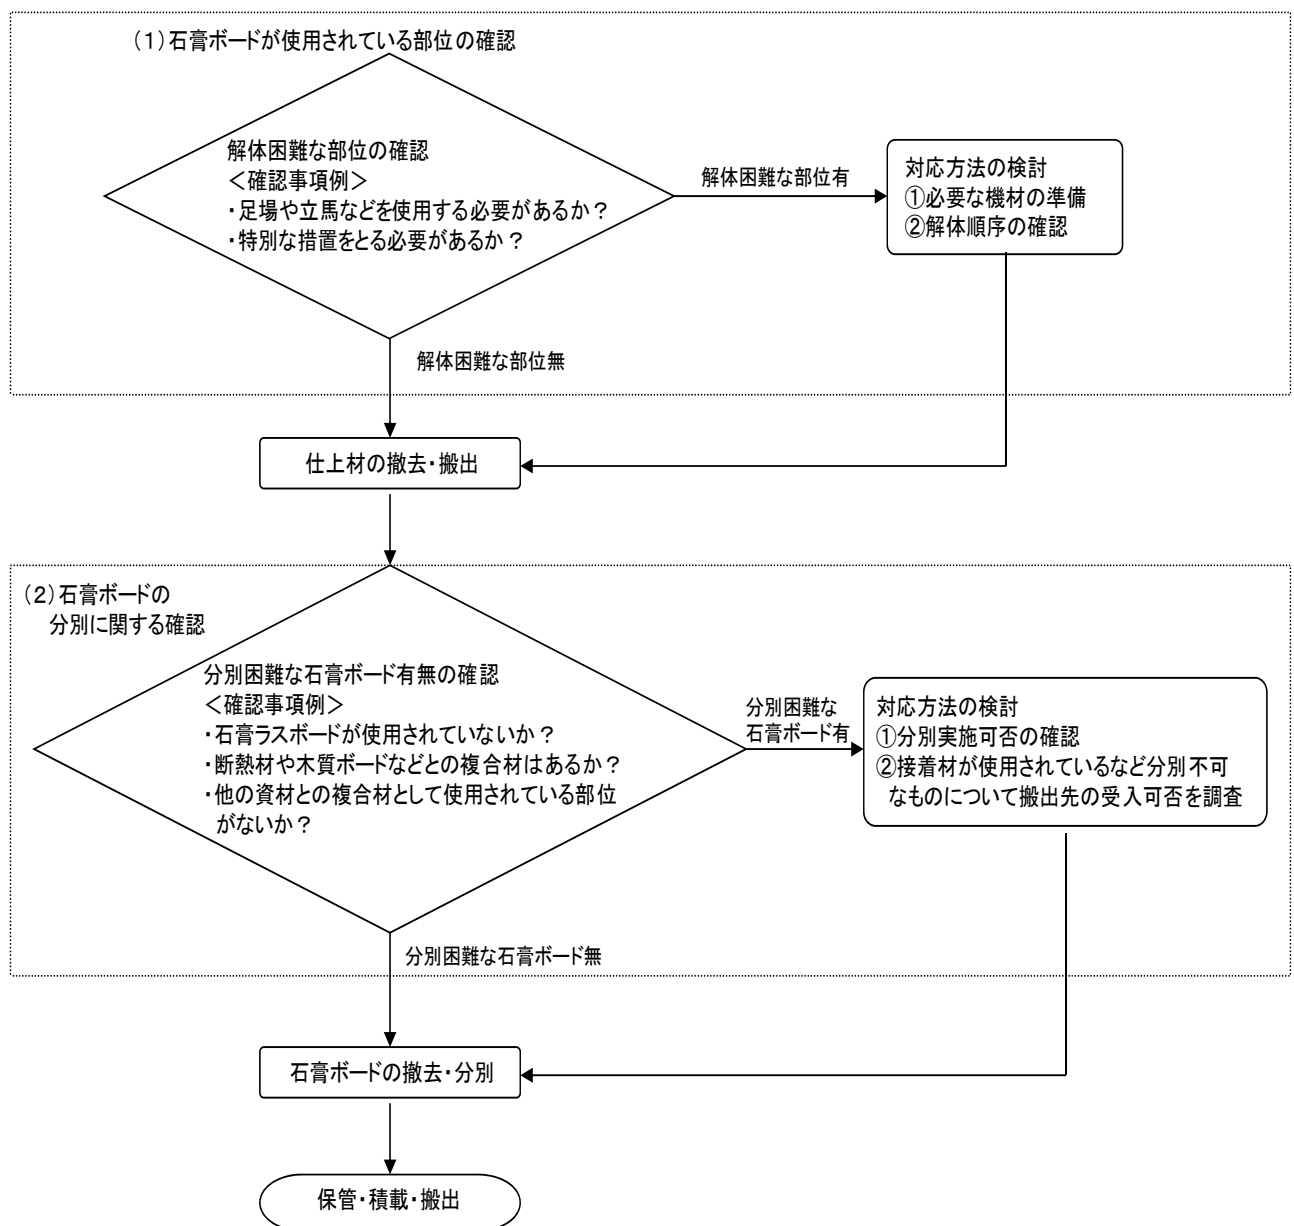 （１）石膏ボードが使用されている部位の確認
解体困難な部位の確認
＜確認事項例＞
・足場や立馬などを使用する必要があるか？
・特別な措置をとる必要があるか？
解体困難な部位有
対応方法の検討
①必要な機材の準備
②解体順序の確認
解体困難な部位無
仕上材の撤去・搬出
（２）石膏ボードの
分別に関する確認
分別困難な石膏ボード有無の確認
＜確認事項例＞
・石膏ラスボードが使用されていないか？
・断熱材や木質ボードなどとの複合材はあるか？
・他の資材との複合材として使用されている部位
がないか？
分別困難な
石膏ボード有
対応方法の検討
①分別実施可否の確認
②接着材が使用されているなど分別不可
なものについて搬出先の受入可否を調査
分別困難な石膏ボード無
石膏ボードの撤去・分別
保管・積載・搬出